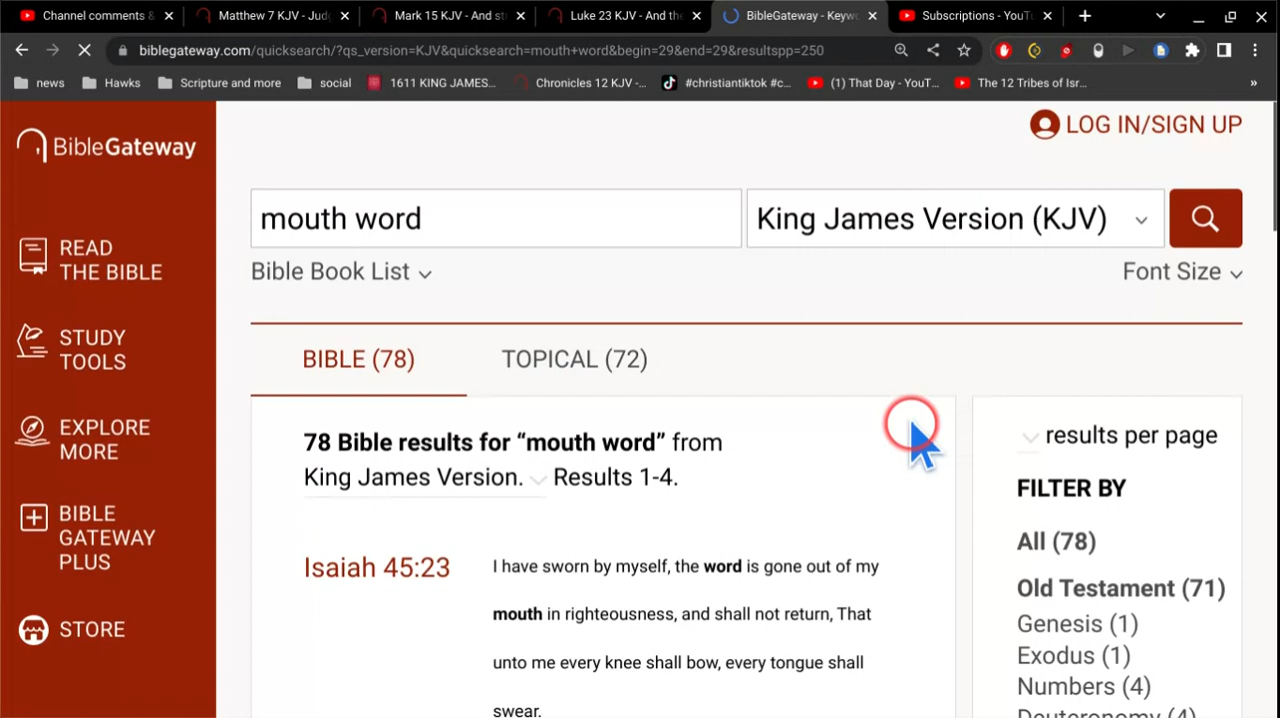 Channel comments &
Matthew 7 KJV - Jud
Mark 15 KJV - And st
Luke 23 KJV - And the
BibleGateway - Keyw
Subscriptions - YouTu
biblegateway.com/quicksearch/?qs_version=KJV&quicksearch=mouth+word&begin=29&end=29&resultspp=250
news
Hawks
Scripture and more
social
1611 KING JAMES...
Chronicles 12 KJV -...
#christiantiktok #c...
(1) That Day - YouT...
The 12 Tribes of Isr...
»
BibleGateway
LOG IN/SIGN UP
mouth word
King James Version (KJV)
Bible Book List
Font Size
READ
THE BIBLE
STUDY
TOOLS
EXPLORE
MORE
BIBLE
GATEWAY
PLUS
STORE
BIBLE (78)
TOPICAL (72)
78 Bible results for “mouth word” from
King James Version. Results 1-4.
Isaiah 45:23
I have sworn by myself, the word is gone out of my
mouth in righteousness, and shall not return, That
unto me every knee shall bow, every tongue shall
swear.
results per page
FILTER BY
All (78)
Old Testament (71)
Genesis (1)
Exodus (1)
Numbers (4)
Deuteronomy (4)